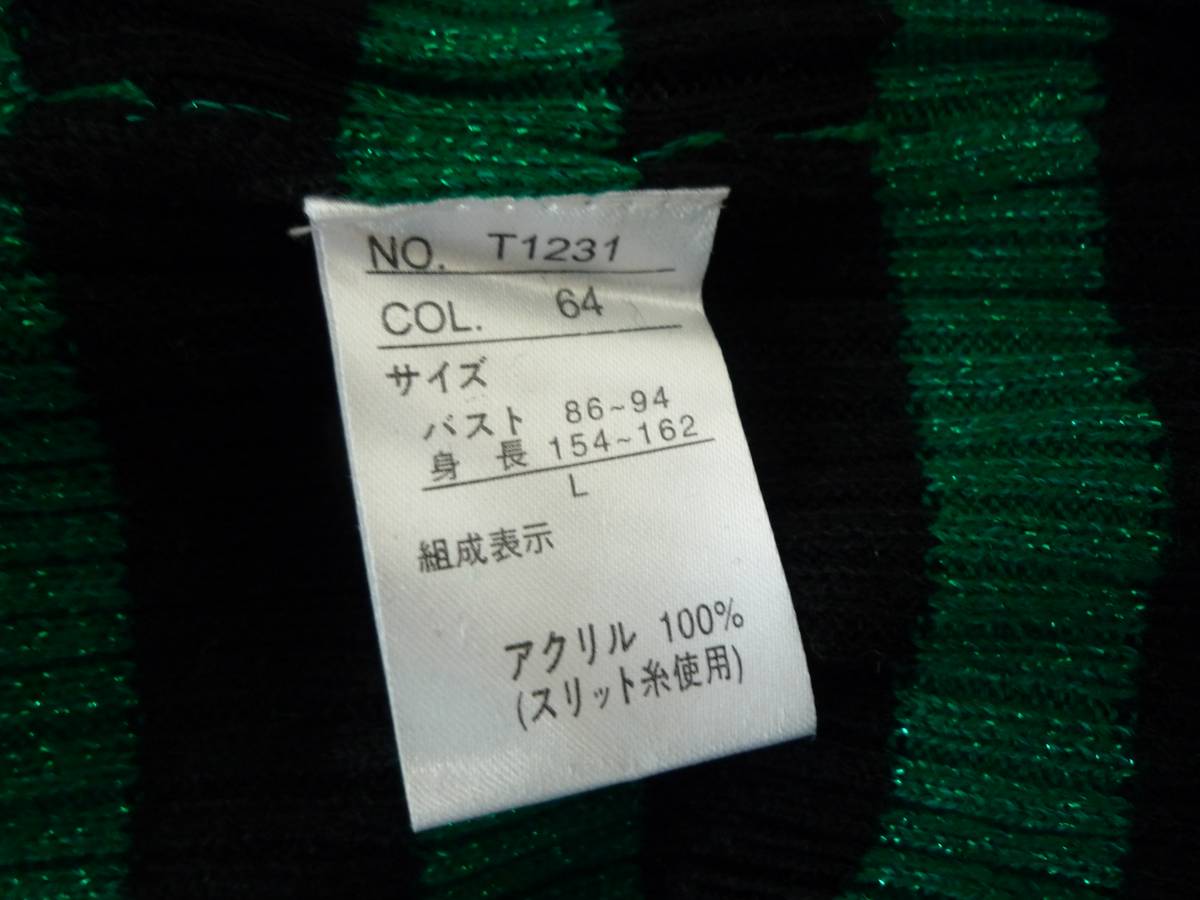 NO. T1231
COL. 64
サイズ
バスト 86~94
身長 154~162
L
組成表示
アクリル 100%
(スリット糸使用)